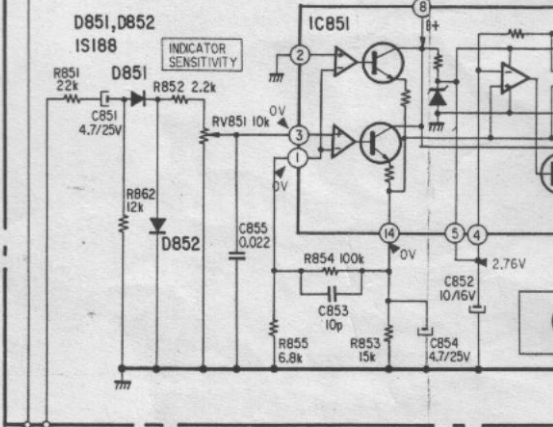 D851,D852
1S188
INDICATOR
SENSITIVITY
IC851
8
B+
2
R851
22k
D851
R852 2.2k
C851
4.7/25V
RV851 10k
0V
3
1
0V
R862
12k
D852
C855
0.022
14
0V
5
4
2.76V
R854 100k
C853
10p
C852
10/16V
R855
6.8k
R853
15k
C854
4.7/25V